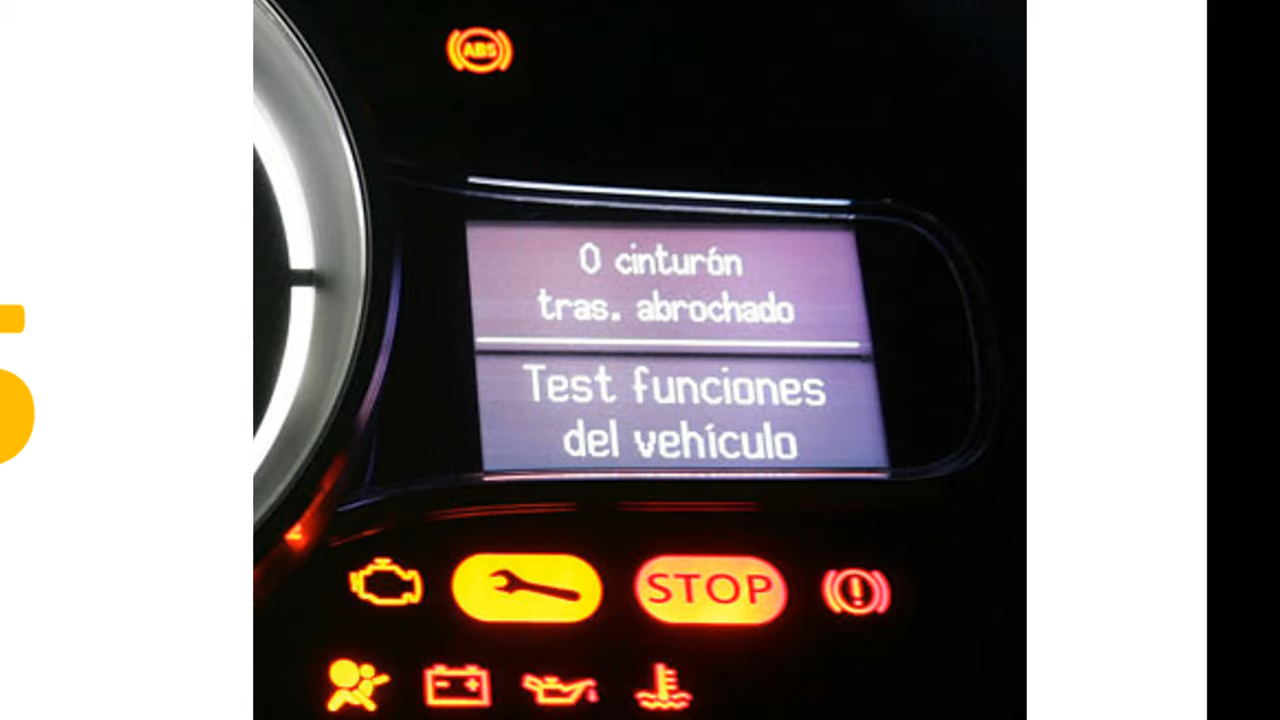 ABS
0 cinturón
tras. abrochado
Test funciones
del vehículo
STOP